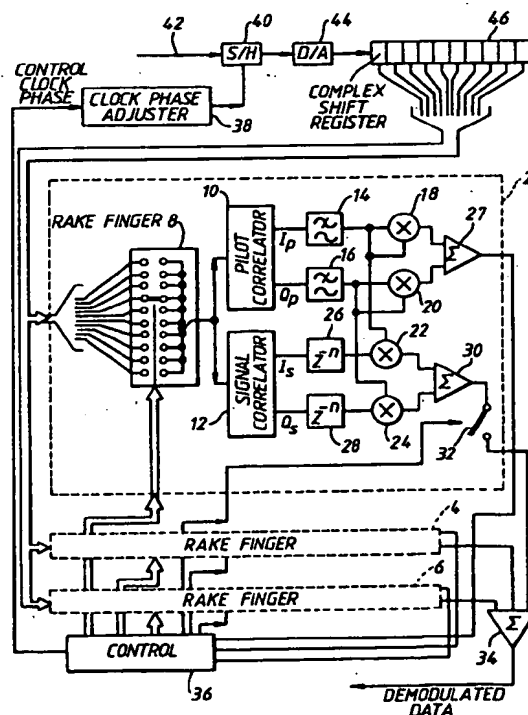 42
40
S/H
44
D/A
46
CONTROL
CLOCK
PHASE
CLOCK PHASE
ADJUSTER
38
COMPLEX
SHIFT
REGISTER
2
RAKE FINGER 8
10
PILOT
CORRELATOR
Ip
Qp
14
16
18
20
27
Σ
12
SIGNAL
CORRELATOR
Is
Qs
26
Z⁻ⁿ
28
Z⁻ⁿ
22
24
30
Σ
32
4
RAKE FINGER
6
RAKE FINGER
CONTROL
36
34
Σ
DEMODULATED
DATA